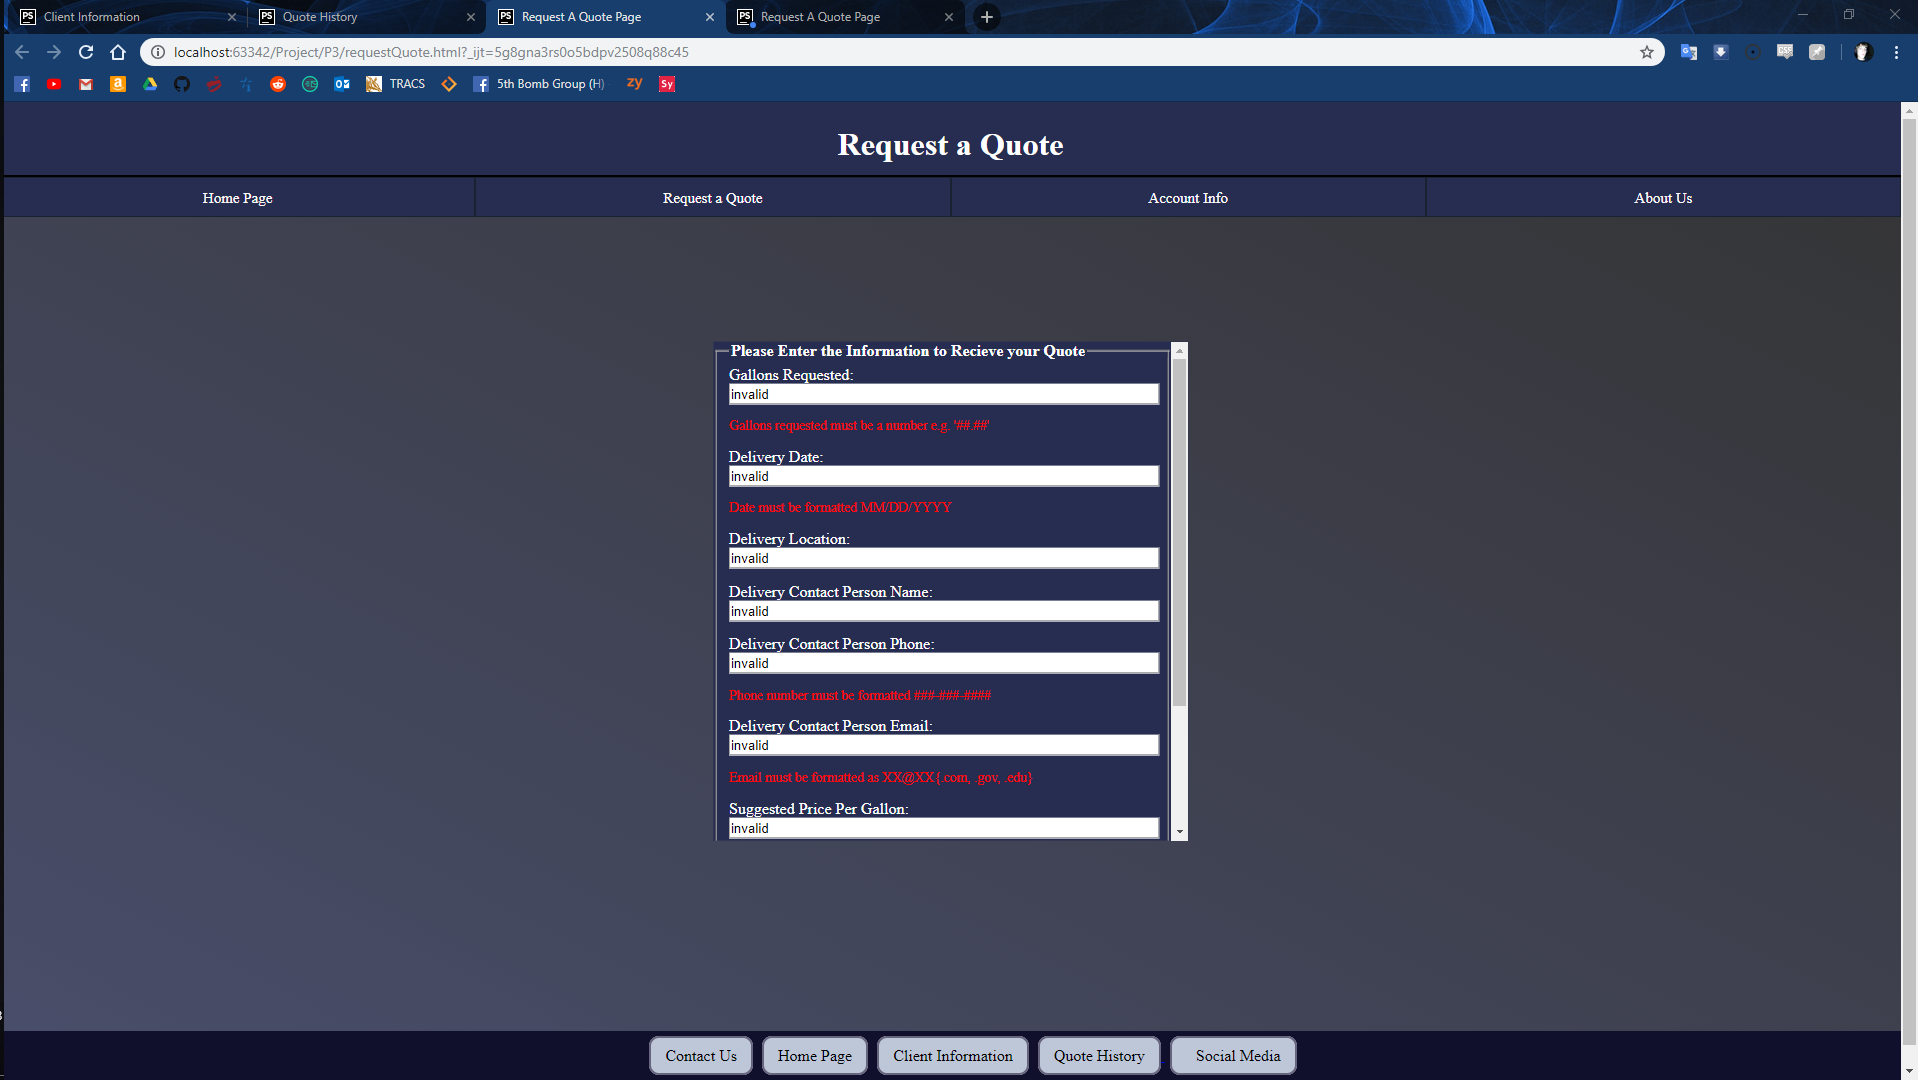 Client Information
Quote History
Request A Quote Page
Request A Quote Page
localhost:63342/Project/P3/requestQuote.html?_ijt=5g8gna3rs0o5bdpv2508q88c45
TRACS
5th Bomb Group (H)
zy
Sy
Request a Quote
Home Page
Request a Quote
Account Info
About Us
Please Enter the Information to Recieve your Quote
Gallons Requested:
invalid
Gallons requested must be a number e.g. '##.##'
Delivery Date:
invalid
Date must be formatted MM/DD/YYYY
Delivery Location:
invalid
Delivery Contact Person Name:
invalid
Delivery Contact Person Phone:
invalid
Phone number must be formatted ###-###-####
Delivery Contact Person Email:
invalid
Email must be formatted as XX@XX{.com, .gov, .edu}
Suggested Price Per Gallon:
invalid
Contact Us
Home Page
Client Information
Quote History
Social Media